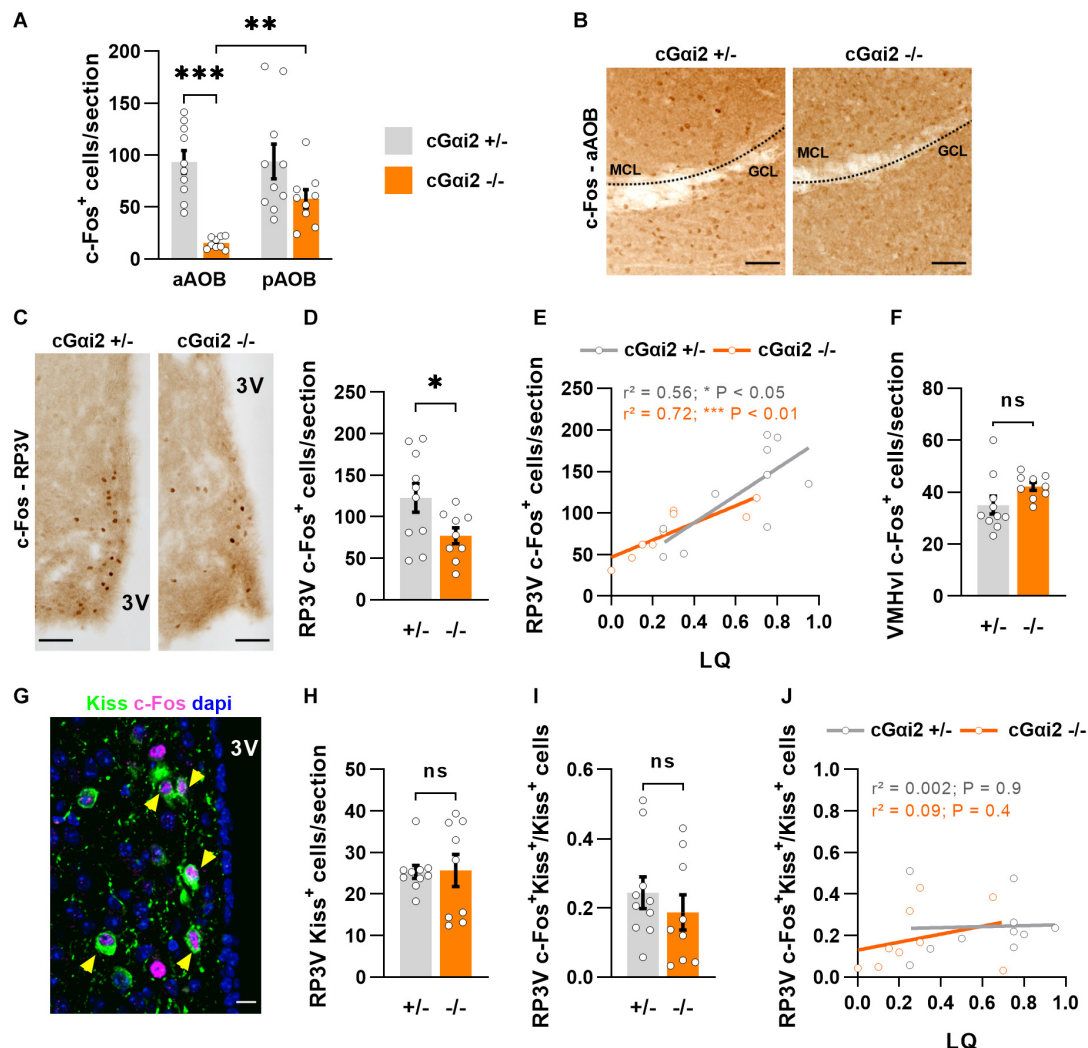 A
c-Fos⁺ cells/section
200
150
100
50
0
***
**
aAOB
pAOB
cGαi2 +/-
cGαi2 -/-
B
cGαi2 +/-
cGαi2 -/-
c-Fos - aAOB
MCL
GCL
MCL
GCL
C
cGαi2 +/-
cGαi2 -/-
c-Fos - RP3V
3V
3V
D
RP3V c-Fos⁺ cells/section
250
200
150
100
50
0
*
+/-
-/-
E
cGαi2 +/-
cGαi2 -/-
RP3V c-Fos⁺ cells/section
250
200
150
100
50
0
r² = 0.56; * P < 0.05
r² = 0.72; *** P < 0.01
0.0 0.2 0.4 0.6 0.8 1.0
LQ
F
VMHvl c-Fos⁺ cells/section
80
60
40
20
0
ns
+/-
-/-
G
Kiss c-Fos dapi
3V
H
RP3V Kiss⁺ cells/section
50
40
30
20
10
0
ns
+/-
-/-
I
RP3V c-Fos⁺Kiss⁺/Kiss⁺ cells
0.6
0.4
0.2
0.0
ns
+/-
-/-
J
cGαi2 +/-
cGαi2 -/-
RP3V c-Fos⁺Kiss⁺/Kiss⁺ cells
1.0
0.8
0.6
0.4
0.2
0.0
r² = 0.002; P = 0.9
r² = 0.09; P = 0.4
0.0 0.2 0.4 0.6 0.8 1.0
LQ